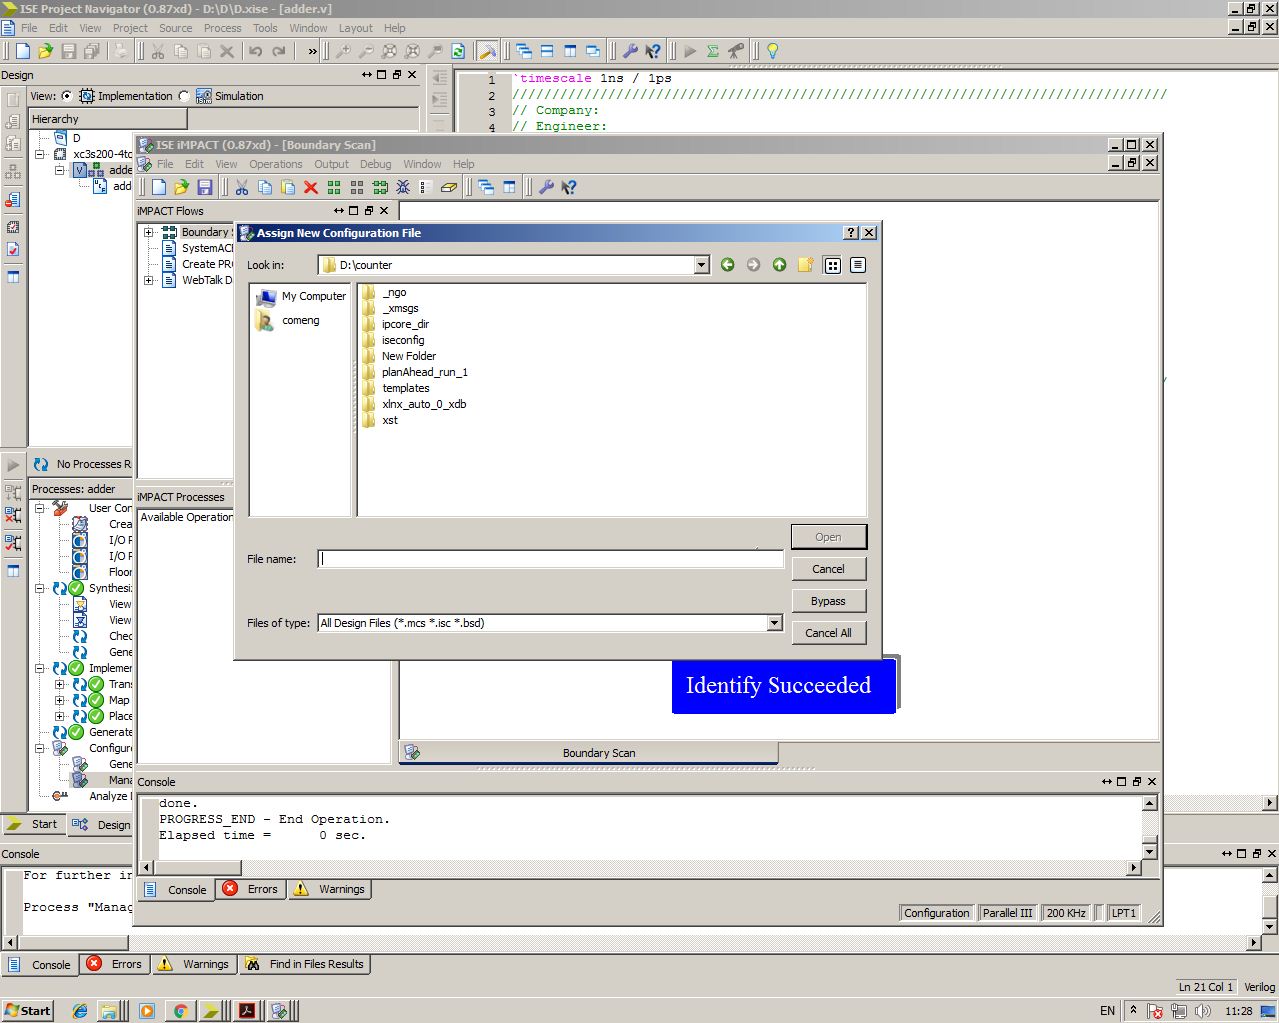 ISE Project Navigator (0.87xd) - D:\D\D.xise - [adder.v]
File Edit View Project Source Process Tools Window Layout Help
»
Design
View: Implementation Simulation
Hierarchy
D
xc3s200-4tq
adde
add
1 `timescale 1ns / 1ps
2 //////////////////////////////////////////////////////////////////////////////////
3 // Company:
4 // Engineer:
ISE iMPACT (0.87xd) - [Boundary Scan]
File Edit View Operations Output Debug Window Help
iMPACT Flows
Boundary S
SystemACE
Create PRO
WebTalk D
Assign New Configuration File
Look in: D:\counter
My Computer
comeng
_ngo
_xmsgs
ipcore_dir
iseconfig
New Folder
planAhead_run_1
templates
xlnx_auto_0_xdb
xst
File name:
Files of type: All Design Files (*.mcs *.isc *.bsd)
Open
Cancel
Bypass
Cancel All
iMPACT Processes
Available Operation
Identify Succeeded
Boundary Scan
Console
done.
PROGRESS_END - End Operation.
Elapsed time = 0 sec.
Console Errors Warnings
Configuration Parallel III 200 KHz LPT1
No Processes R
Processes: adder
User Con
Crea
I/O P
I/O P
Floor
Synthesiz
View
View
Chec
Gene
Implemen
Trans
Map
Place
Generate
Configure
Gene
Mana
Analyze D
Start Design
Console
For further in
Process "Manag
Console Errors Warnings Find in Files Results
Ln 21 Col 1 Verilog
Start
EN 11:28